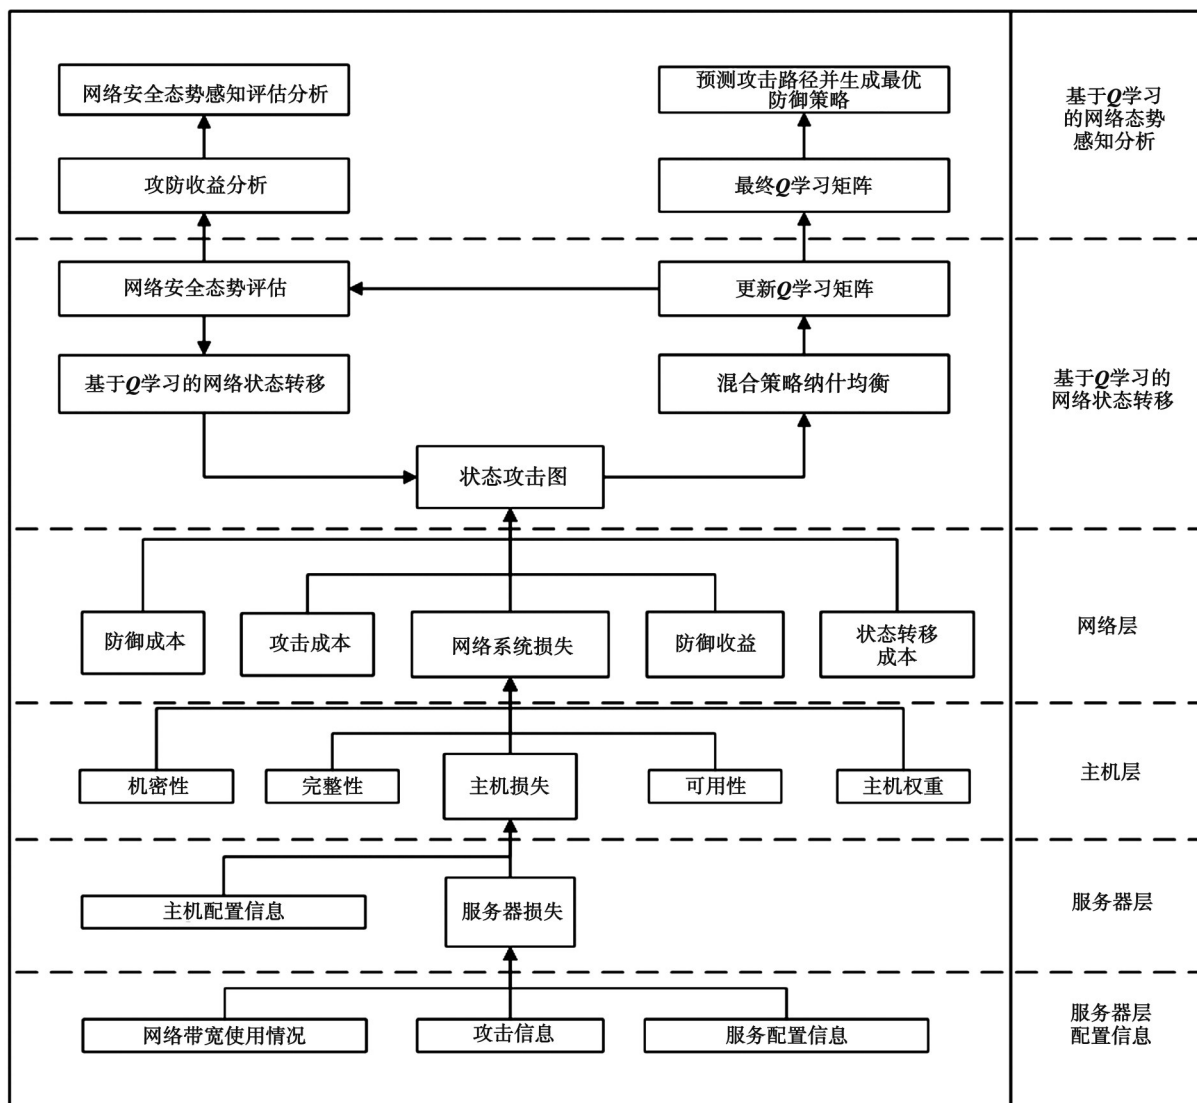 网络安全态势感知评估分析
预测攻击路径并生成最优
防御策略
基于Q学习
的网络态势
感知分析
攻防收益分析
最终Q学习矩阵
网络安全态势评估
更新Q学习矩阵
基于Q学习的网络状态转移
混合策略纳什均衡
基于Q学习的
网络状态转移
状态攻击图
防御成本
攻击成本
网络系统损失
防御收益
状态转移
成本
网络层
机密性
完整性
主机损失
可用性
主机权重
主机层
主机配置信息
服务器损失
服务器层
网络带宽使用情况
攻击信息
服务配置信息
服务器层
配置信息